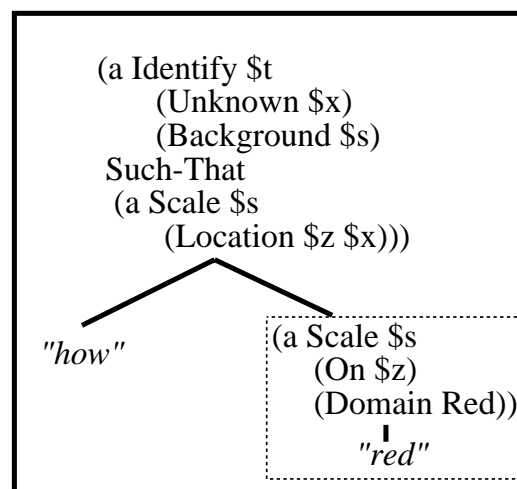 (a Identify $t
(Unknown $x)
(Background $s)
Such-That
(a Scale $s
(Location $z $x)))
"how"
(a Scale $s
(On $z)
(Domain Red))
"red"